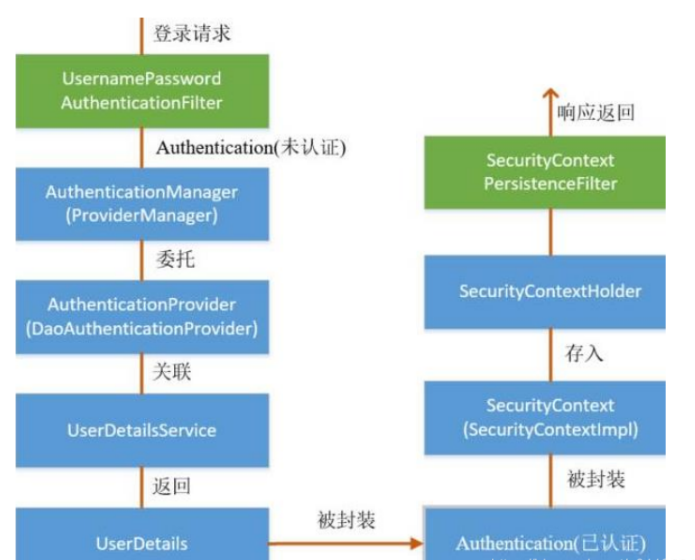 登录请求
UsernamePassword
AuthenticationFilter
Authentication(未认证)
AuthenticationManager
(ProviderManager)
委托
AuthenticationProvider
(DaoAuthenticationProvider)
关联
UserDetailsService
返回
UserDetails
被封装
Authentication(已认证)
被封装
SecurityContext
(SecurityContextImpl)
存入
SecurityContextHolder
SecurityContext
PersistenceFilter
响应返回